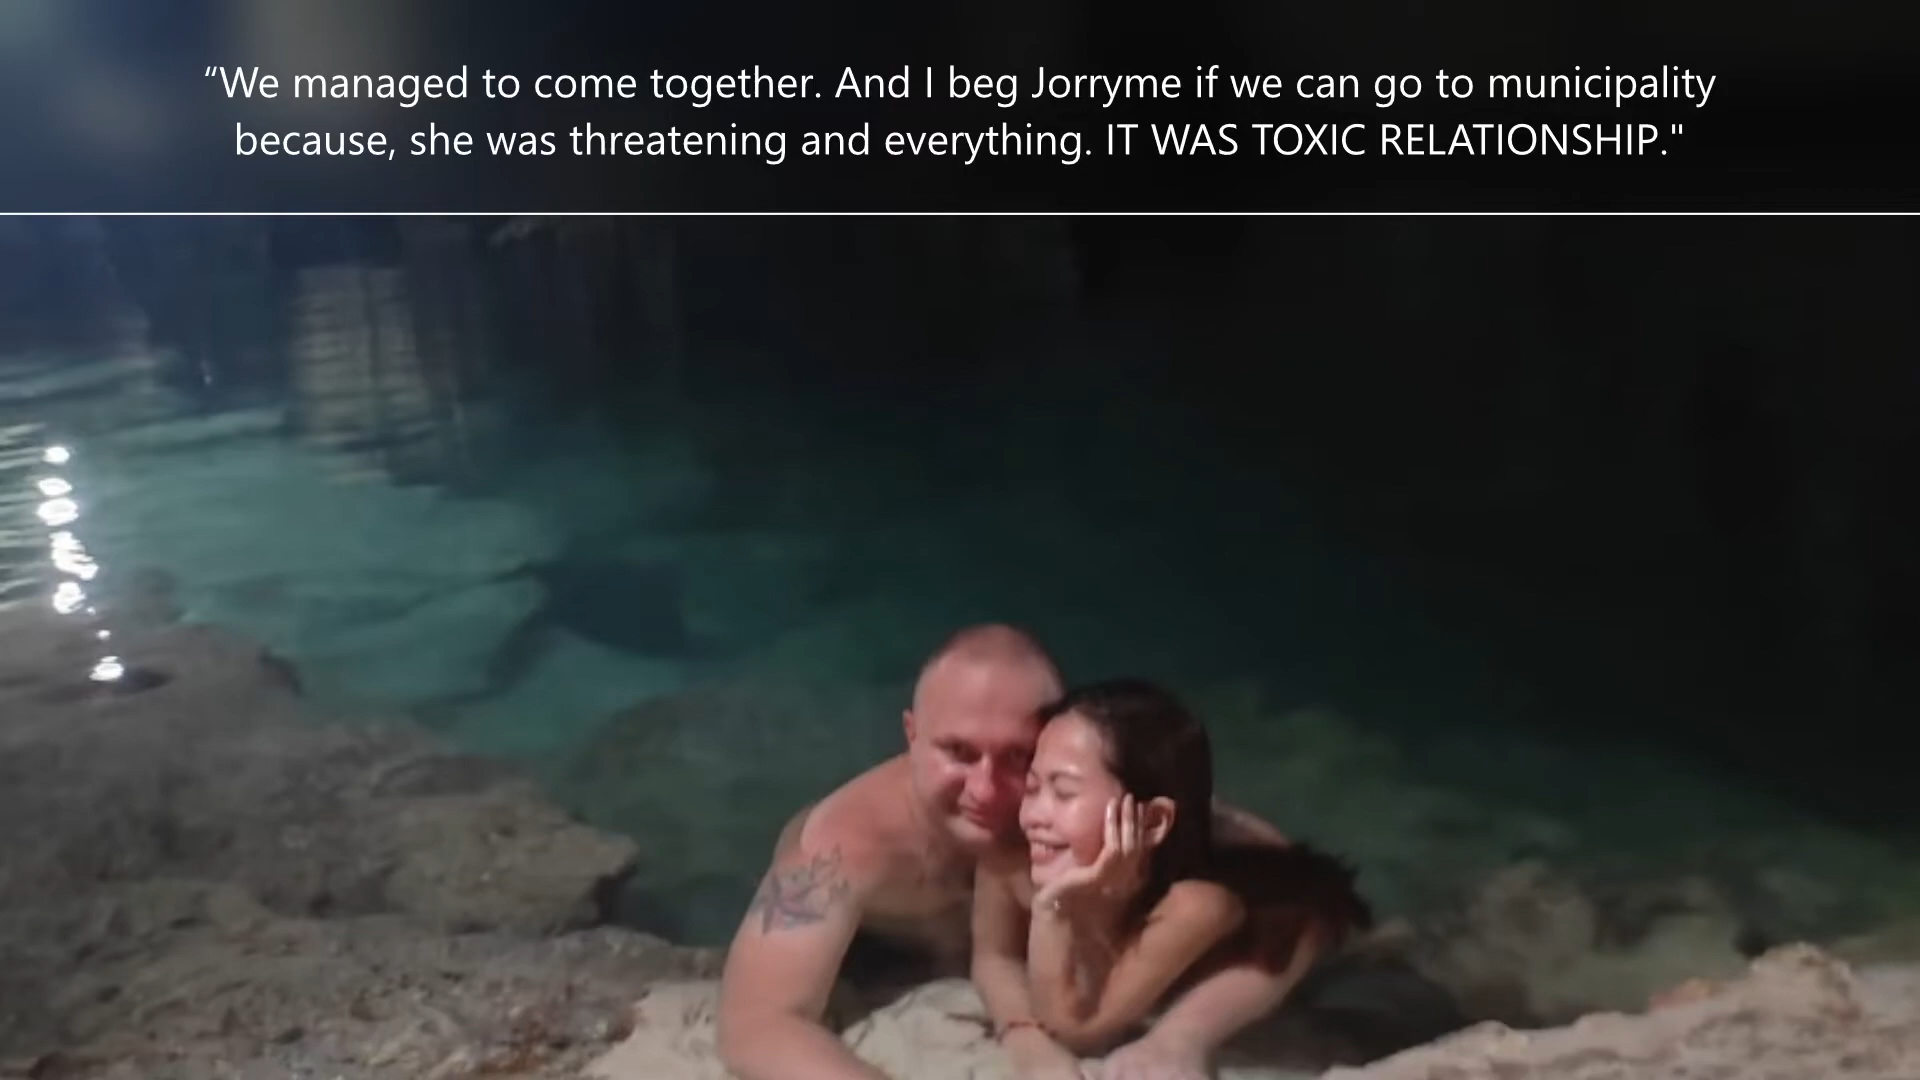 “We managed to come together. And I beg Jorryme if we can go to municipality
because, she was threatening and everything. IT WAS TOXIC RELATIONSHIP."